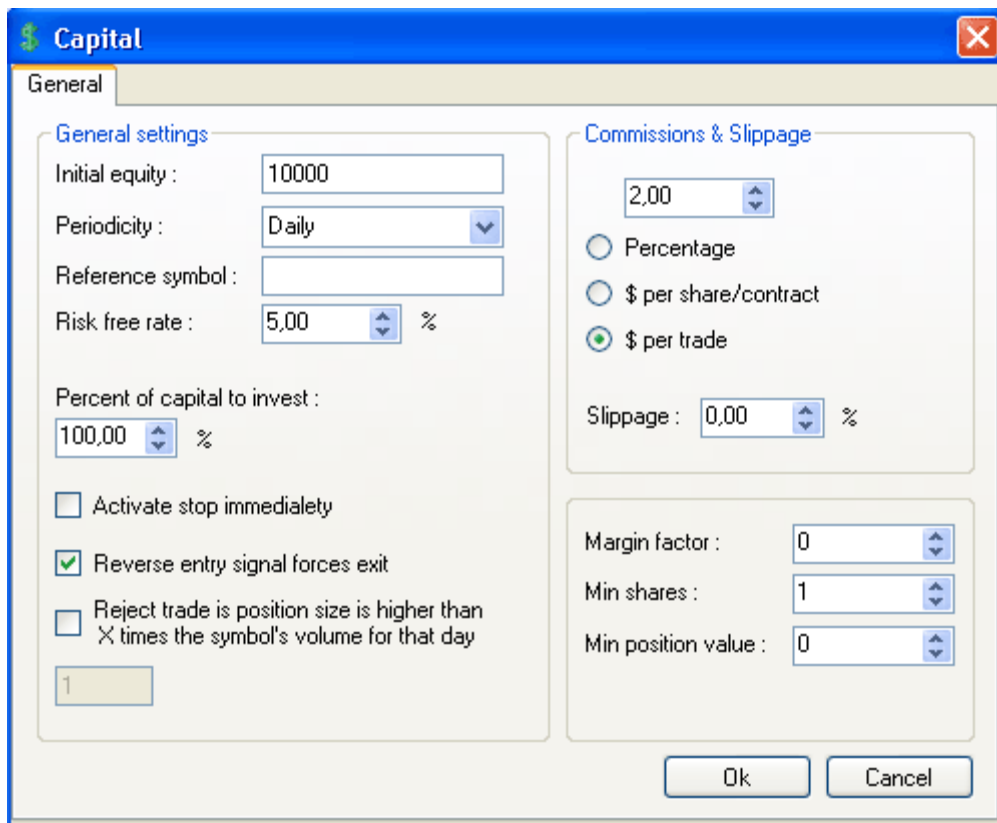 $ Capital
General
General settings
Initial equity :
10000
Periodicity :
Daily
Reference symbol :
Risk free rate :
5,00
%
Percent of capital to invest :
100,00
%
Activate stop immedialety
Reverse entry signal forces exit
Reject trade is position size is higher than
X times the symbol's volume for that day
1
Commissions & Slippage
2,00
Percentage
$ per share/contract
$ per trade
Slippage :
0,00
%
Margin factor :
0
Min shares :
1
Min position value :
0
Ok
Cancel